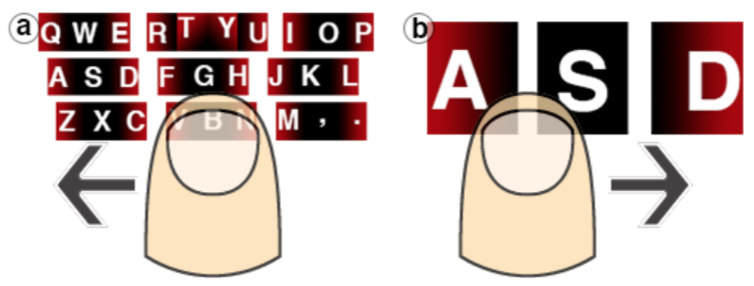 a
Q W E R T Y U I O P
A S D F G H J K L
Z X C V B N M , .
b
A S D